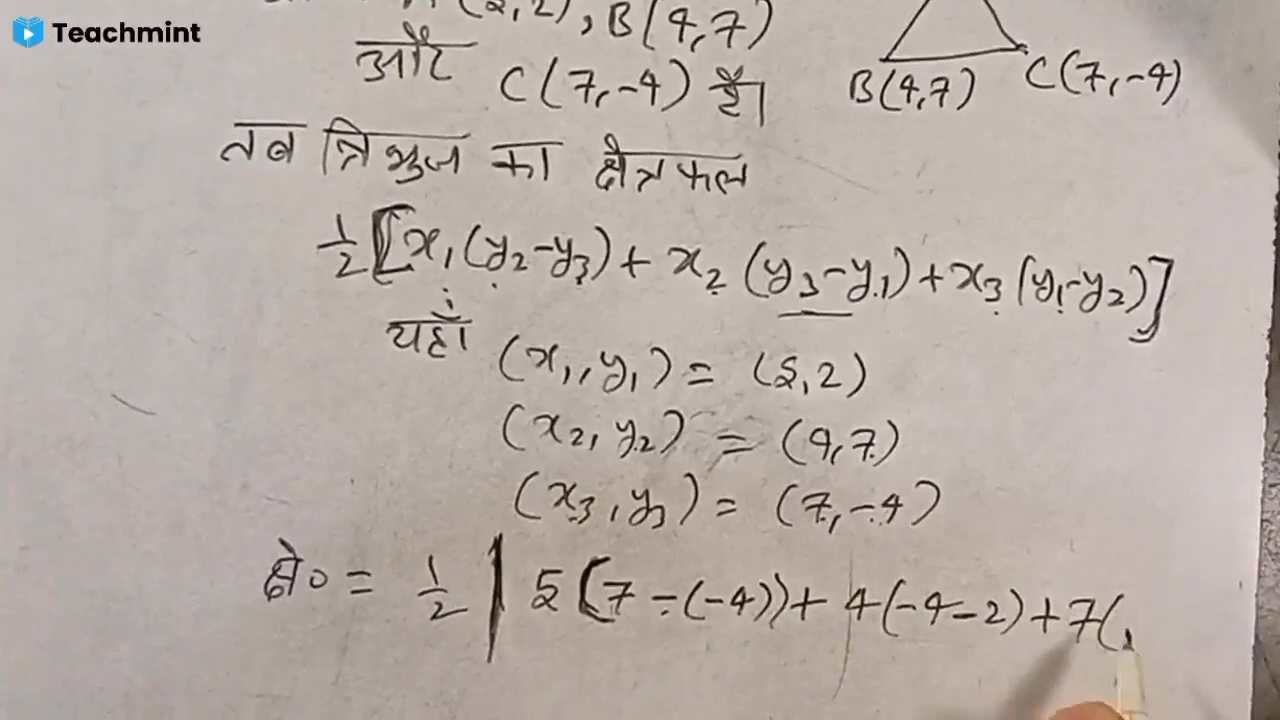 Teachmint
(5,2), B(4,7)
और C(7,-4) है।
B(4,7) C(7,-4)
तब त्रिभुज का क्षेत्रफल
1/2 [x₁(y₂-y₃)+x₂(y₃-y₁)+x₃(y₁-y₂)]
यहाँ (x₁,y₁) = (5,2)
(x₂,y₂) = (4,7)
(x₃,y₃) = (7,-4)
क्षे० = 1/2 | 5(7-(-4))+4(-4-2)+7(